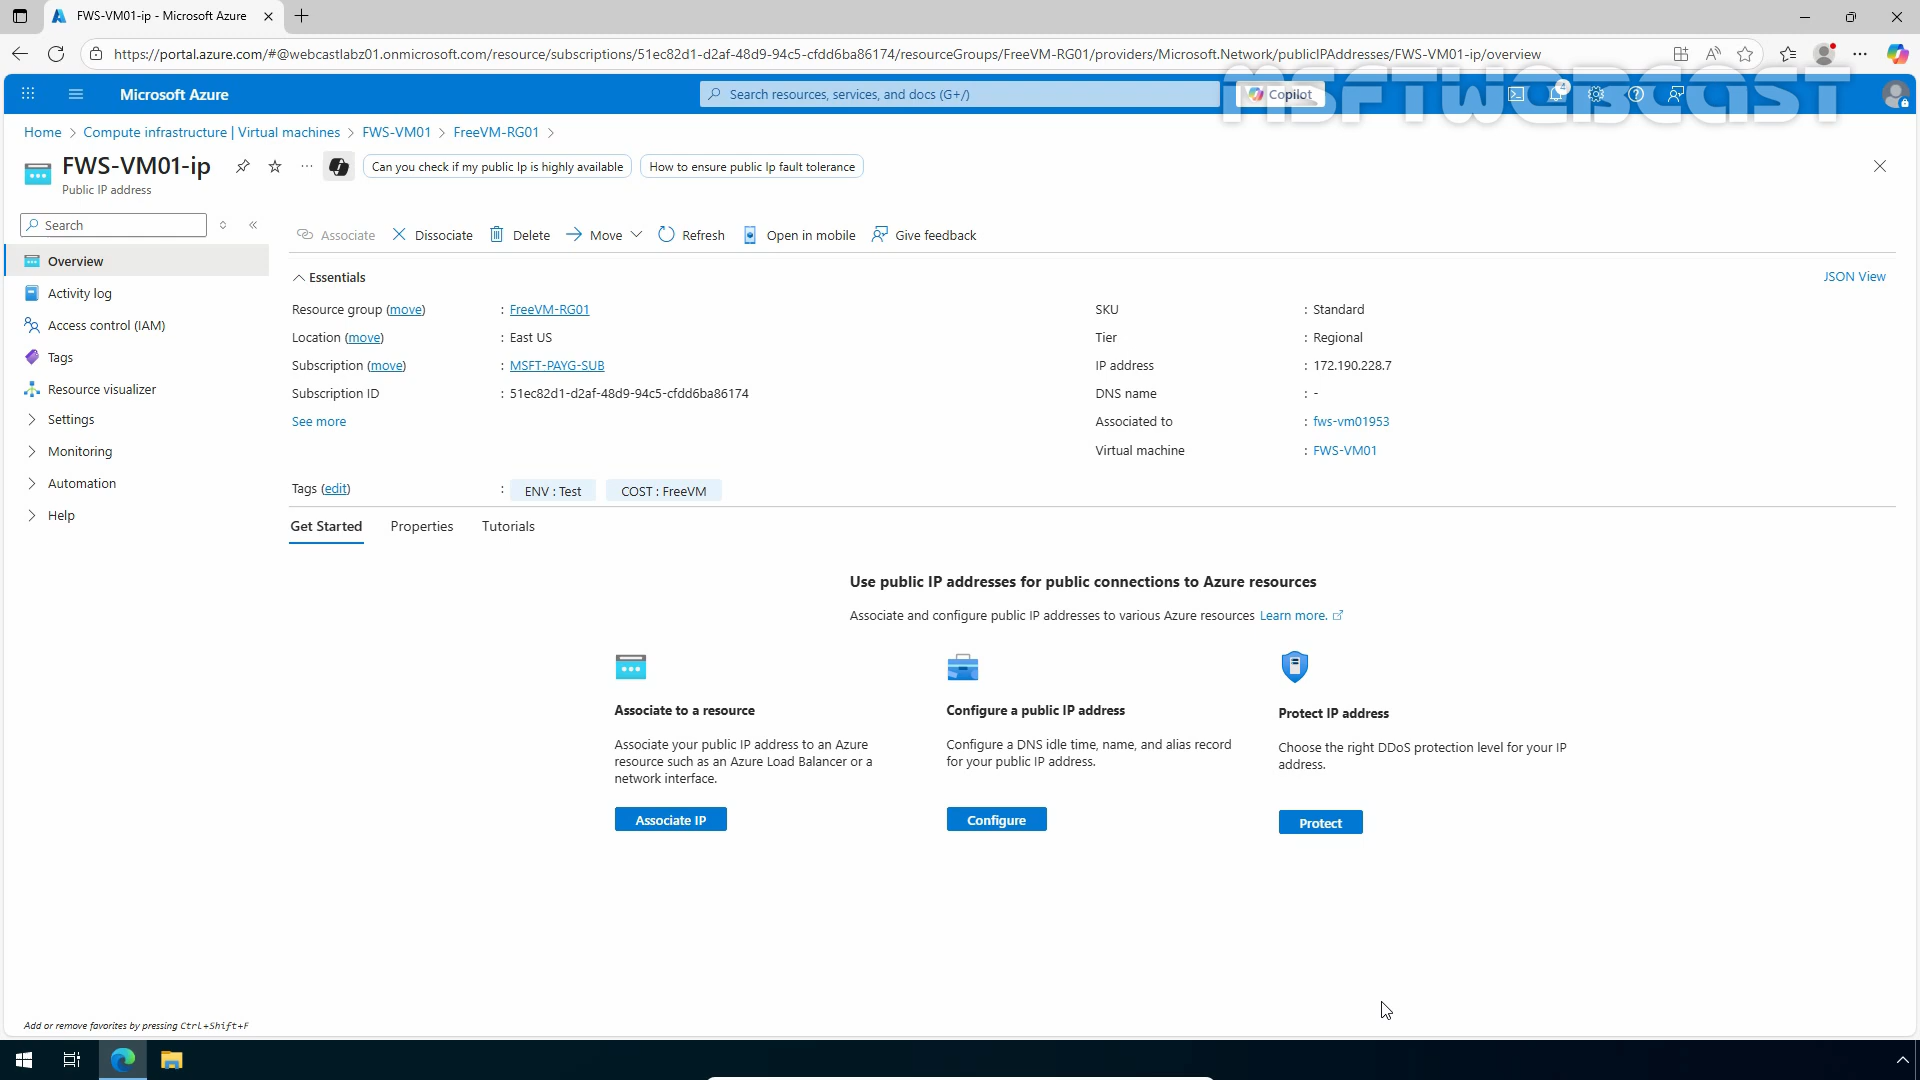 FWS-VM01-ip - Microsoft Azure
https://portal.azure.com/#@webcastlabz01.onmicrosoft.com/resource/subscriptions/51ec82d1-d2af-48d9-94c5-cfdd6ba86174/resourceGroups/FreeVM-RG01/providers/Microsoft.Network/publicIPAddresses/FWS-VM01-ip/overview
Microsoft Azure
Search resources, services, and docs (G+/)
Copilot
4
MSFTWEBCAST
Home > Compute infrastructure | Virtual machines > FWS-VM01 > FreeVM-RG01 >
FWS-VM01-ip
Can you check if my public Ip is highly available
How to ensure public Ip fault tolerance
Public IP address
Search
Associate
Dissociate
Delete
Move
Refresh
Open in mobile
Give feedback
Overview
Activity log
Access control (IAM)
Tags
Resource visualizer
Settings
Monitoring
Automation
Help
Essentials
JSON View
Resource group (move) : FreeVM-RG01
Location (move) : East US
Subscription (move) : MSFT-PAYG-SUB
Subscription ID : 51ec82d1-d2af-48d9-94c5-cfdd6ba86174
See more
SKU : Standard
Tier : Regional
IP address : 172.190.228.7
DNS name : -
Associated to : fws-vm01953
Virtual machine : FWS-VM01
Tags (edit) : ENV : Test COST : FreeVM
Get Started
Properties
Tutorials
Use public IP addresses for public connections to Azure resources
Associate and configure public IP addresses to various Azure resources Learn more.
Associate to a resource
Associate your public IP address to an Azure
resource such as an Azure Load Balancer or a
network interface.
Associate IP
Configure a public IP address
Configure a DNS idle time, name, and alias record
for your public IP address.
Configure
Protect IP address
Choose the right DDoS protection level for your IP
address.
Protect
Add or remove favorites by pressing Ctrl+Shift+F